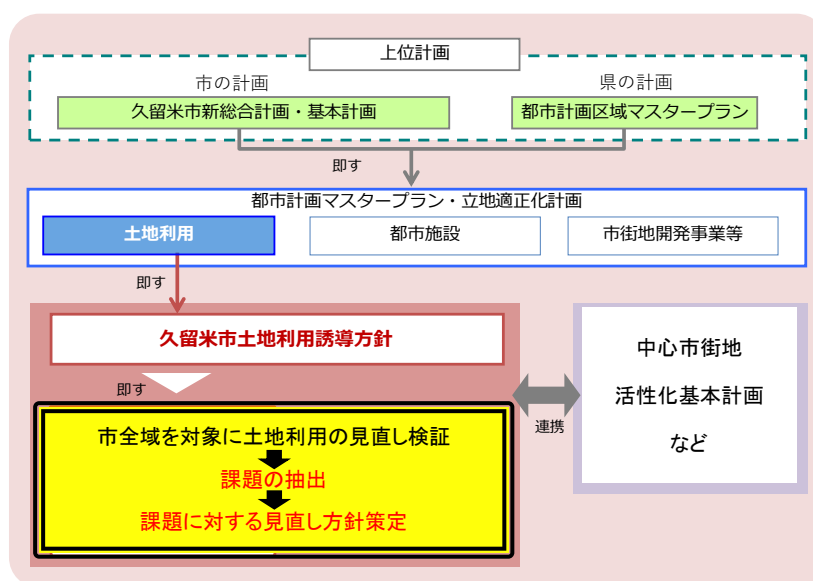 上位計画
市の計画
県の計画
久留米市新総合計画・基本計画
都市計画区域マスタープラン
即す
都市計画マスタープラン・立地適正化計画
土地利用
都市施設
市街地開発事業等
即す
久留米市土地利用誘導方針
即す
市全域を対象に土地利用の見直し検証
課題の抽出
課題に対する見直し方針策定
連携
中心市街地
活性化基本計画
など